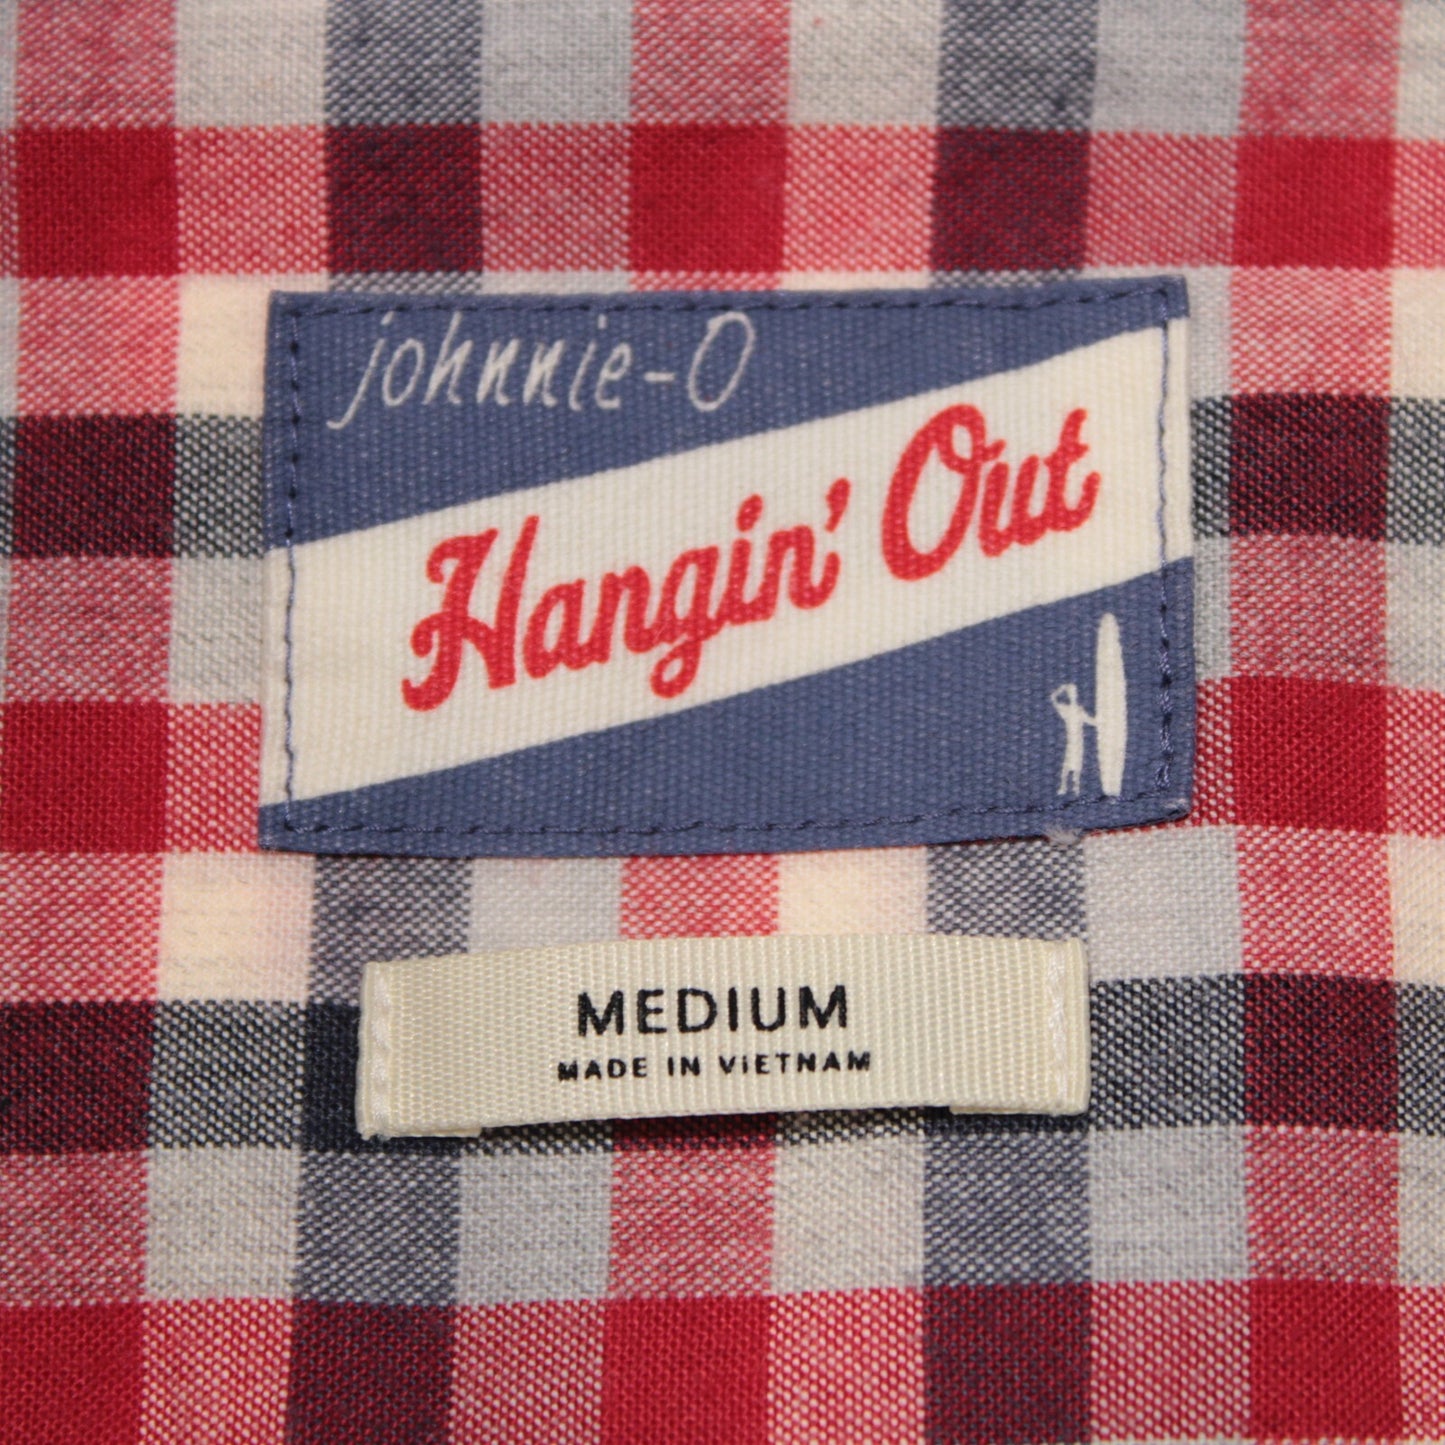 johnnie-O
Hangin' Out
MEDIUM
MADE IN VIETNAM